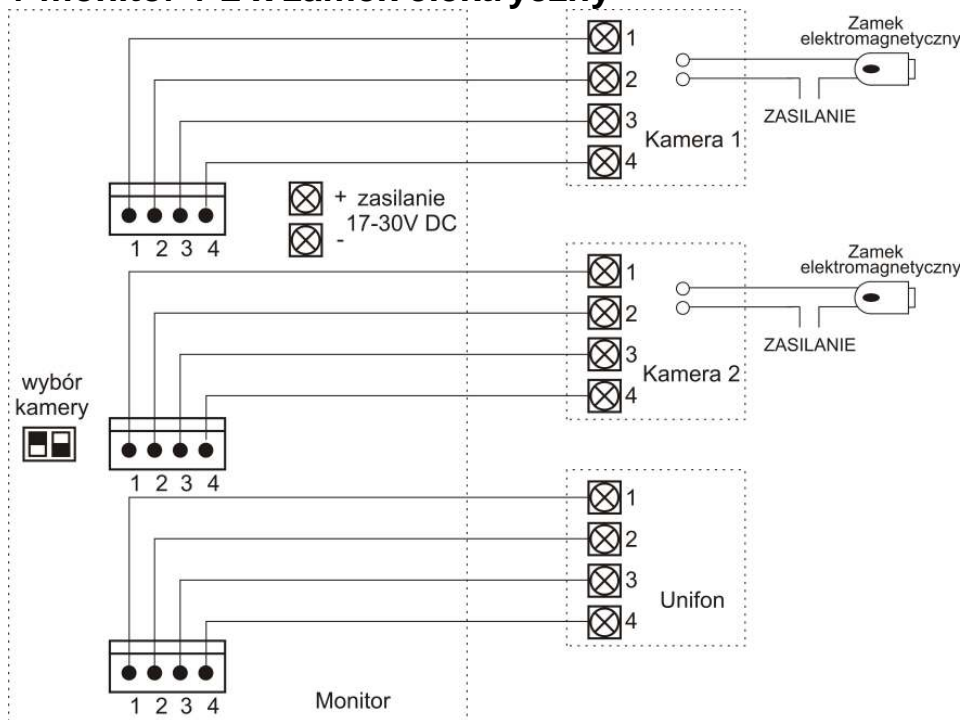 1
2
3
4
Kamera 1
Zamek
elektromagnetyczny
ZASILANIE
+ zasilanie
17-30V DC
-
1 2 3 4
1
2
3
4
Kamera 2
Zamek
elektromagnetyczny
ZASILANIE
wybór
kamery
1 2 3 4
1
2
3
4
Unifon
1 2 3 4
Monitor